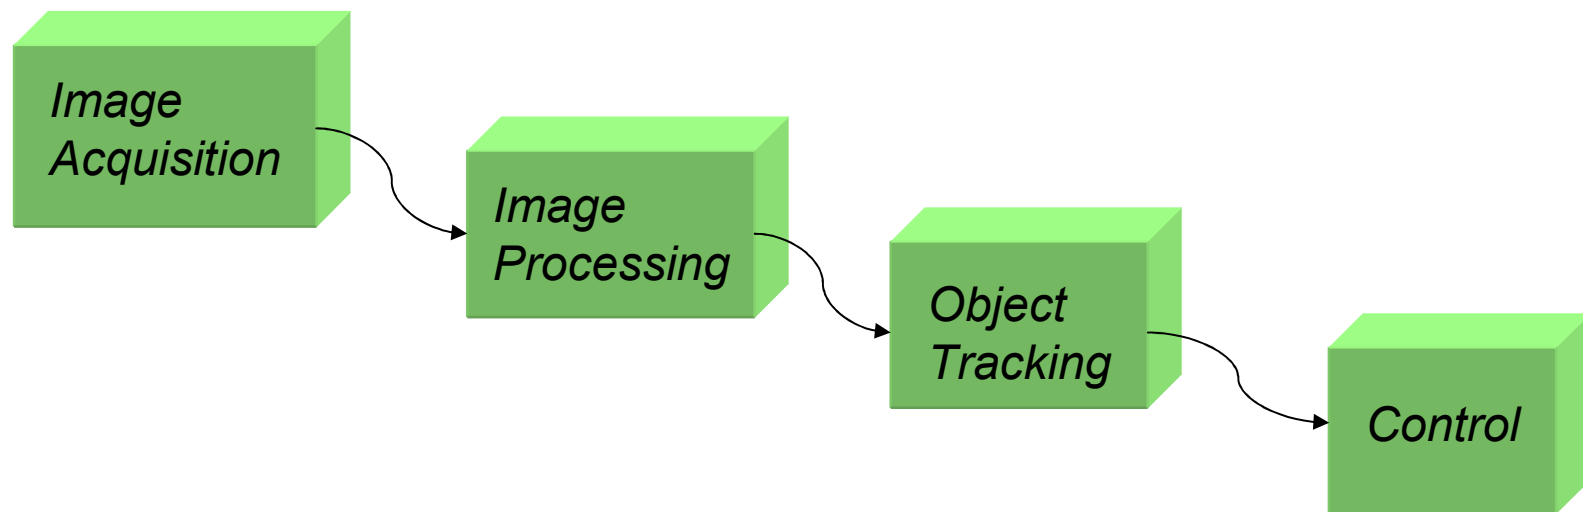 Image
Acquisition
Image
Processing
Object
Tracking
Control